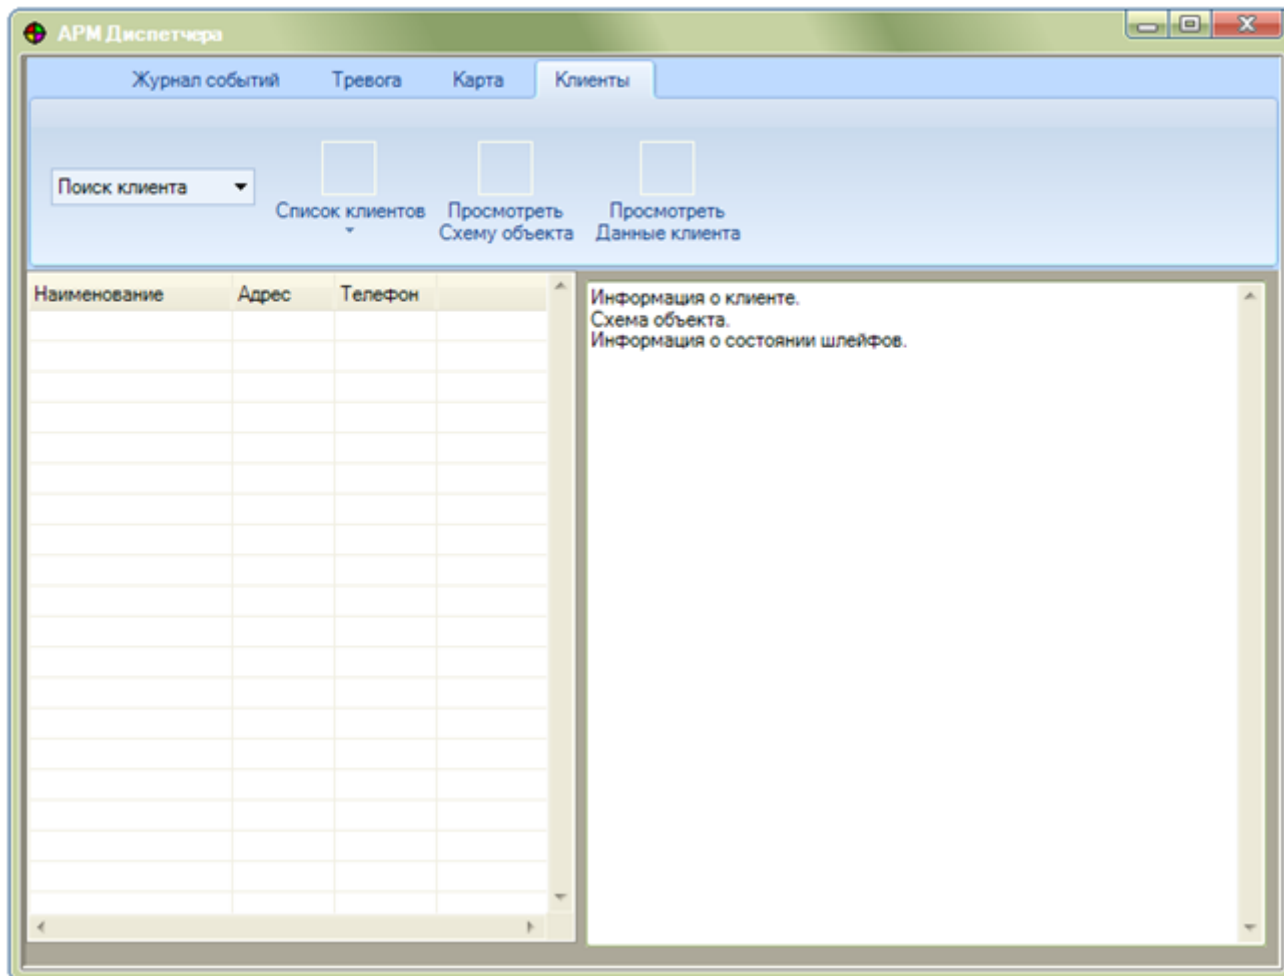 АРМ Диспетчера
Журнал событий Тревога Карта Клиенты
Поиск клиента
Список клиентов
Просмотреть
Схему объекта
Просмотреть
Данные клиента
Наименование Адрес Телефон
Информация о клиенте.
Схема объекта.
Информация о состоянии шлейфов.